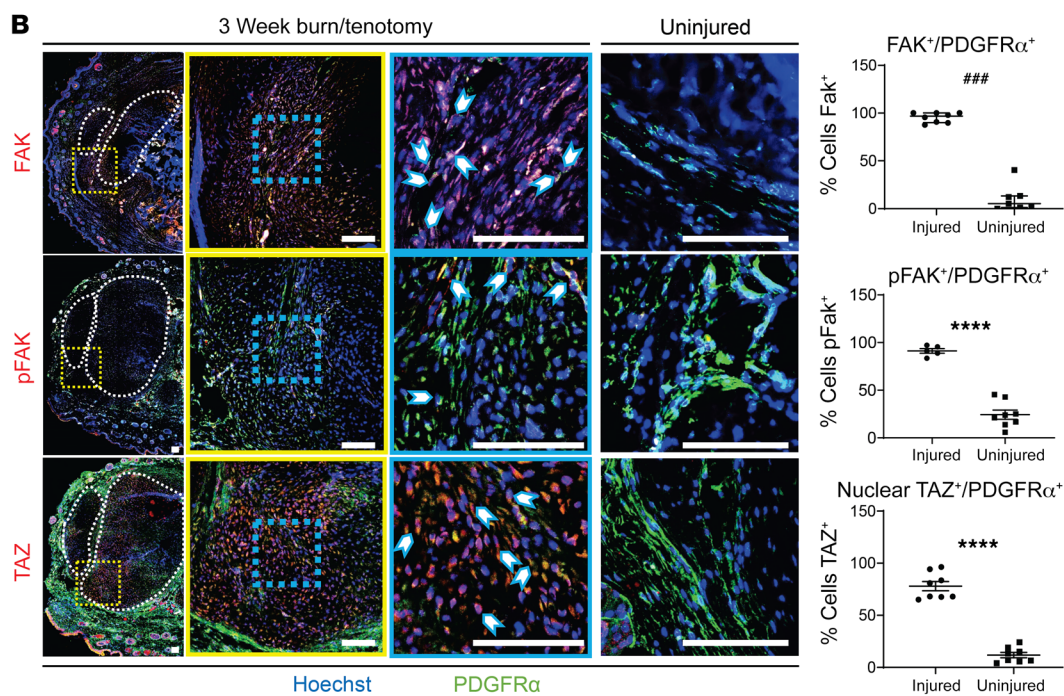 B
3 Week burn/tenotomy
Uninjured
FAK
pFAK
TAZ
Hoechst
PDGFRα
FAK⁺/PDGFRα⁺
% Cells Fak⁺
150
100
50
0
###
Injured
Uninjured
pFAK⁺/PDGFRα⁺
% Cells pFak⁺
150
100
50
0
****
Injured
Uninjured
Nuclear TAZ⁺/PDGFRα⁺
% Cells TAZ⁺
150
100
50
0
****
Injured
Uninjured